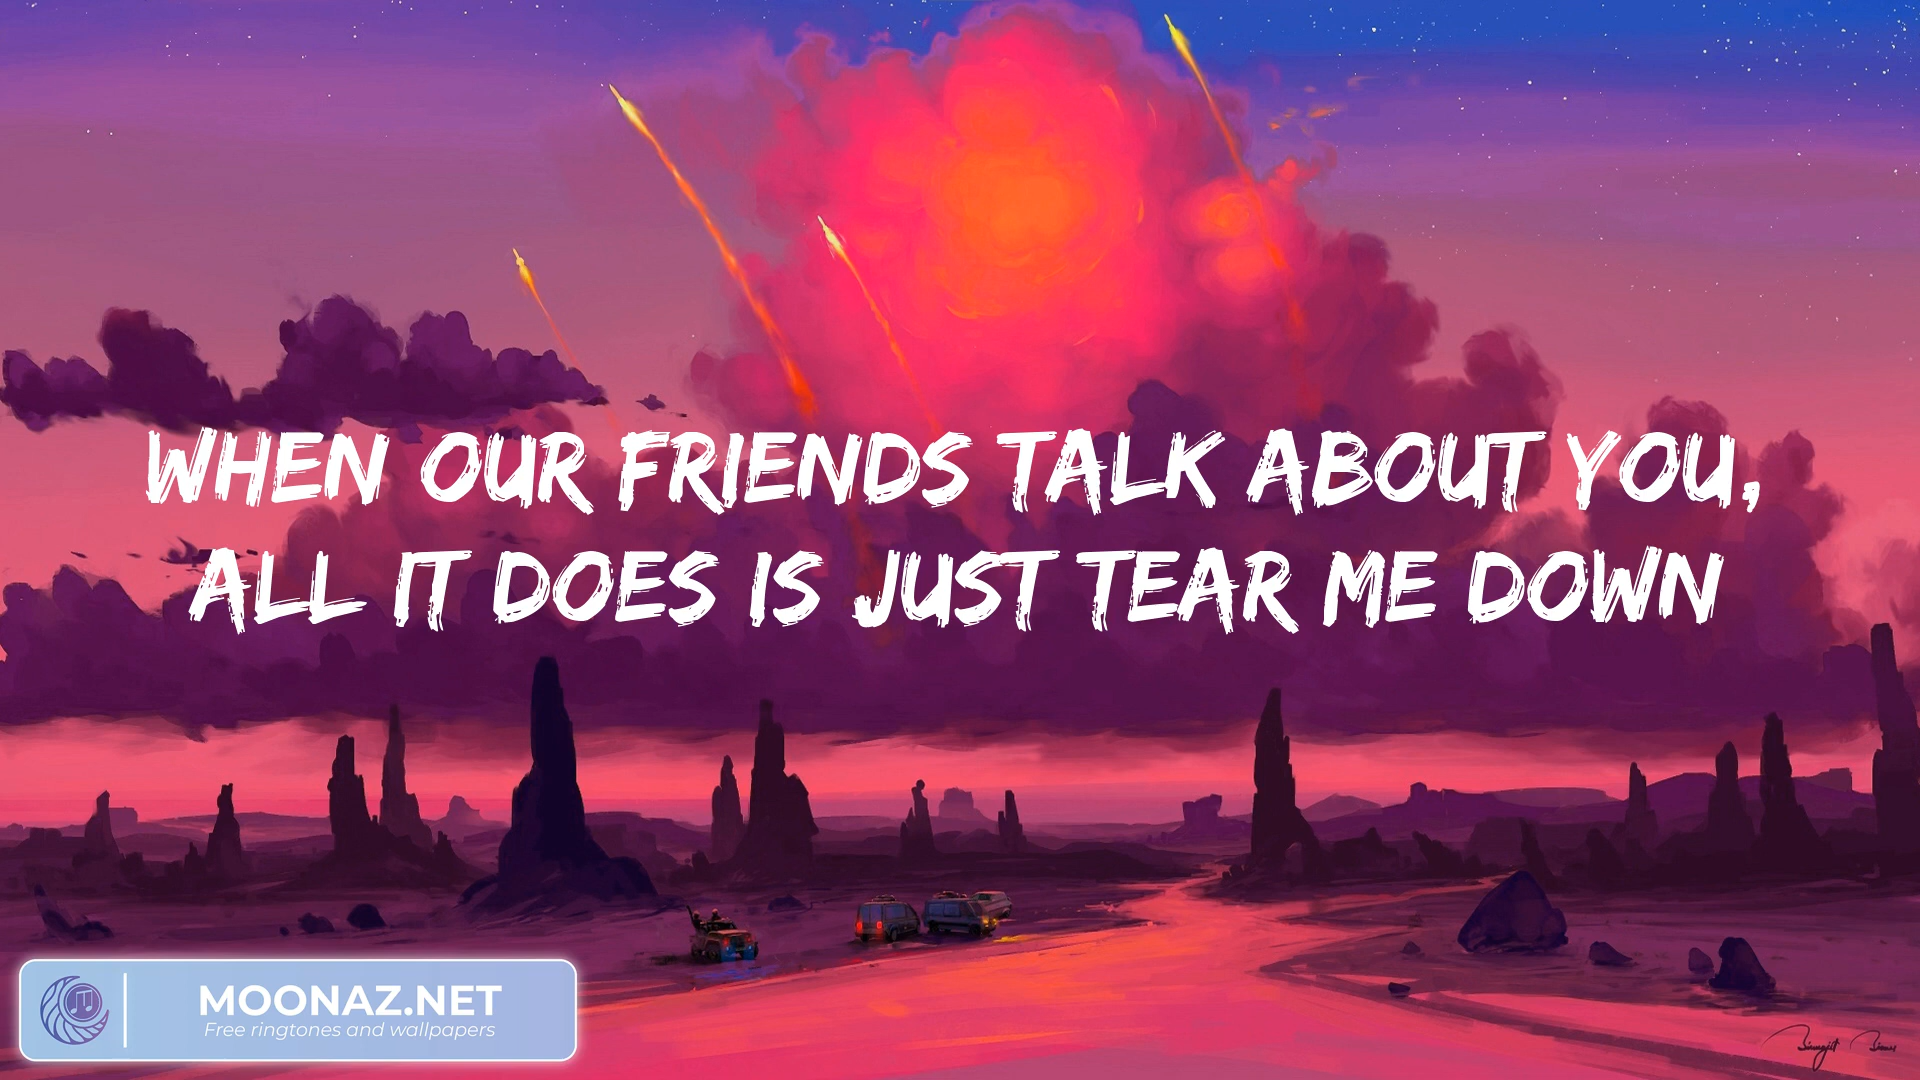 WHEN OUR FRIENDS TALK ABOUT YOU,
ALL IT DOES IS JUST TEAR ME DOWN
MOONAZ.NET
Free ringtones and wallpapers